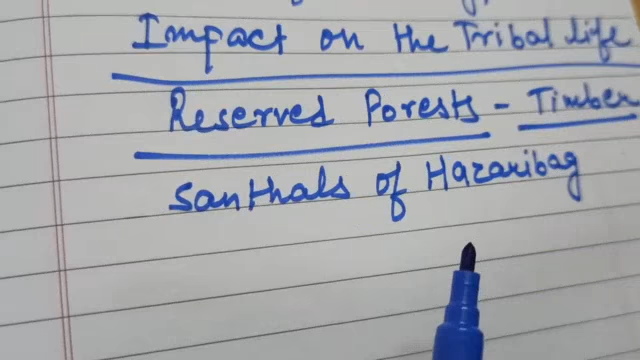 Impact on the Tribal life
Reserved Forests - Timber
Santhals of Hazaribag